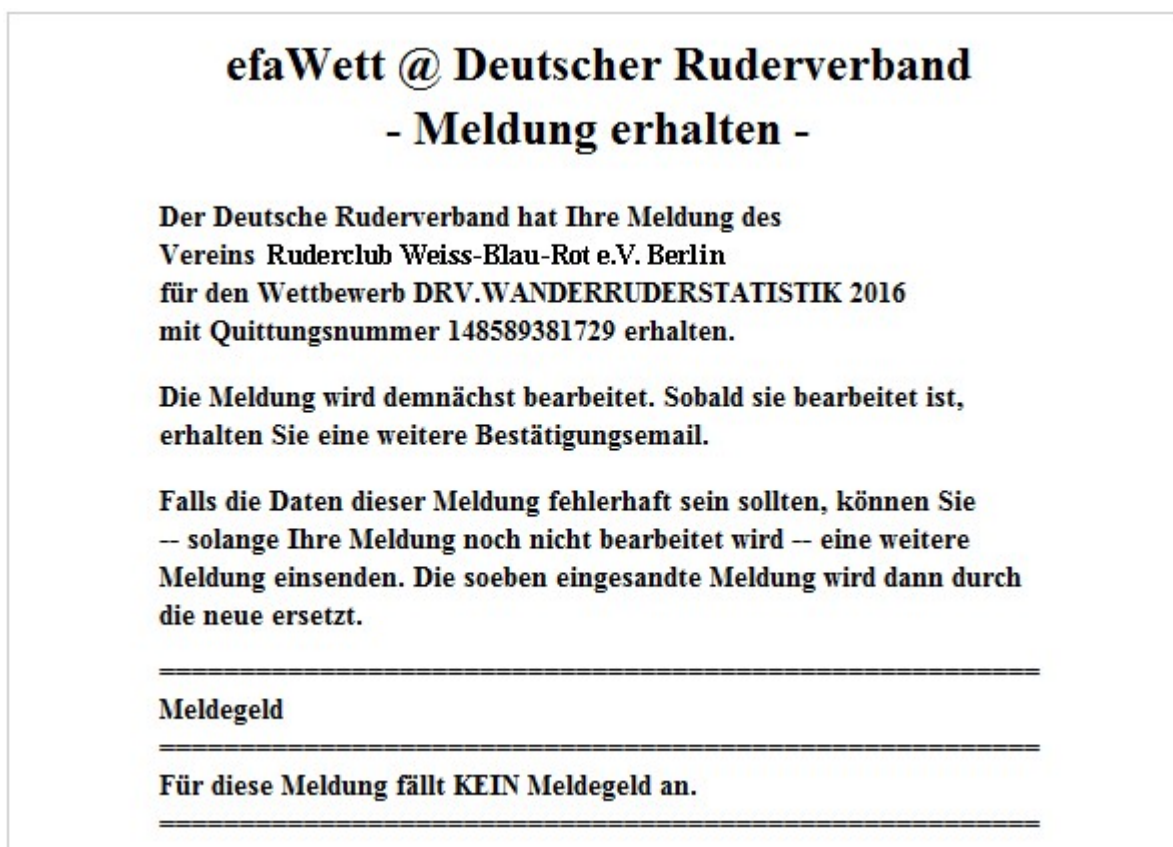 efaWett @ Deutscher Ruderverband
- Meldung erhalten -
Der Deutsche Ruderverband hat Ihre Meldung des
Vereins Ruderclub Weiss-Blau-Rot e.V. Berlin
für den Wettbewerb DRV.WANDERRUDERSTATISTIK 2016
mit Quittungsnummer 148589381729 erhalten.
Die Meldung wird demnächst bearbeitet. Sobald sie bearbeitet ist,
erhalten Sie eine weitere Bestätigungsemail.
Falls die Daten dieser Meldung fehlerhaft sein sollten, können Sie
-- solange Ihre Meldung noch nicht bearbeitet wird -- eine weitere
Meldung einsenden. Die soeben eingesandte Meldung wird dann durch
die neue ersetzt.
=======================================================
Meldegeld
=======================================================
Für diese Meldung fällt KEIN Meldegeld an.
=======================================================